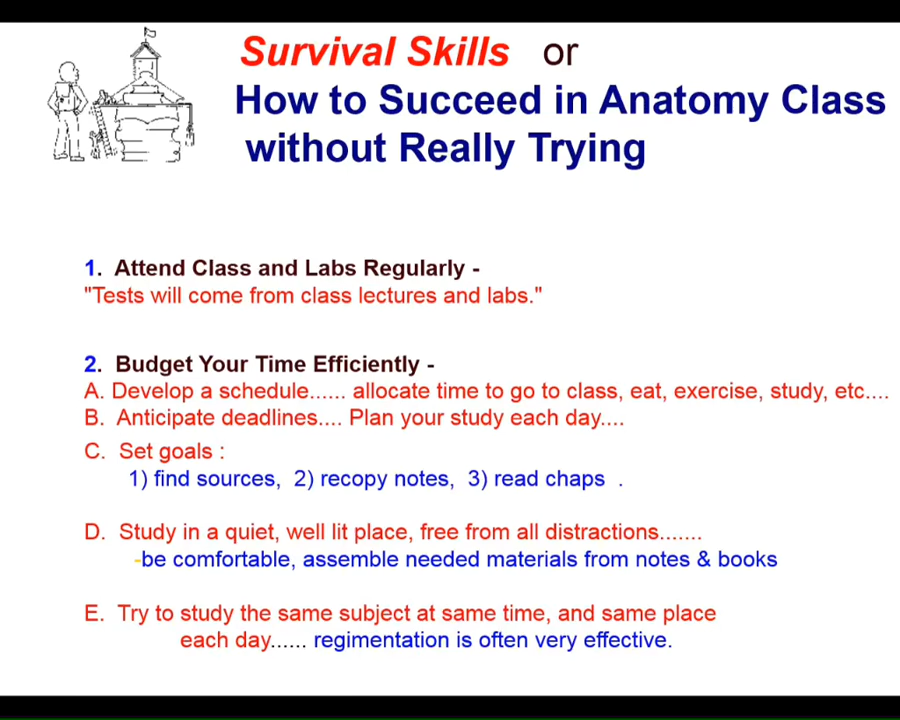 Survival Skills or
How to Succeed in Anatomy Class
without Really Trying
1. Attend Class and Labs Regularly -
"Tests will come from class lectures and labs."
2. Budget Your Time Efficiently -
A. Develop a schedule...... allocate time to go to class, eat, exercise, study, etc....
B. Anticipate deadlines.... Plan your study each day....
C. Set goals :
1) find sources, 2) recopy notes, 3) read chaps .
D. Study in a quiet, well lit place, free from all distractions.......
-be comfortable, assemble needed materials from notes & books
E. Try to study the same subject at same time, and same place
each day...... regimentation is often very effective.